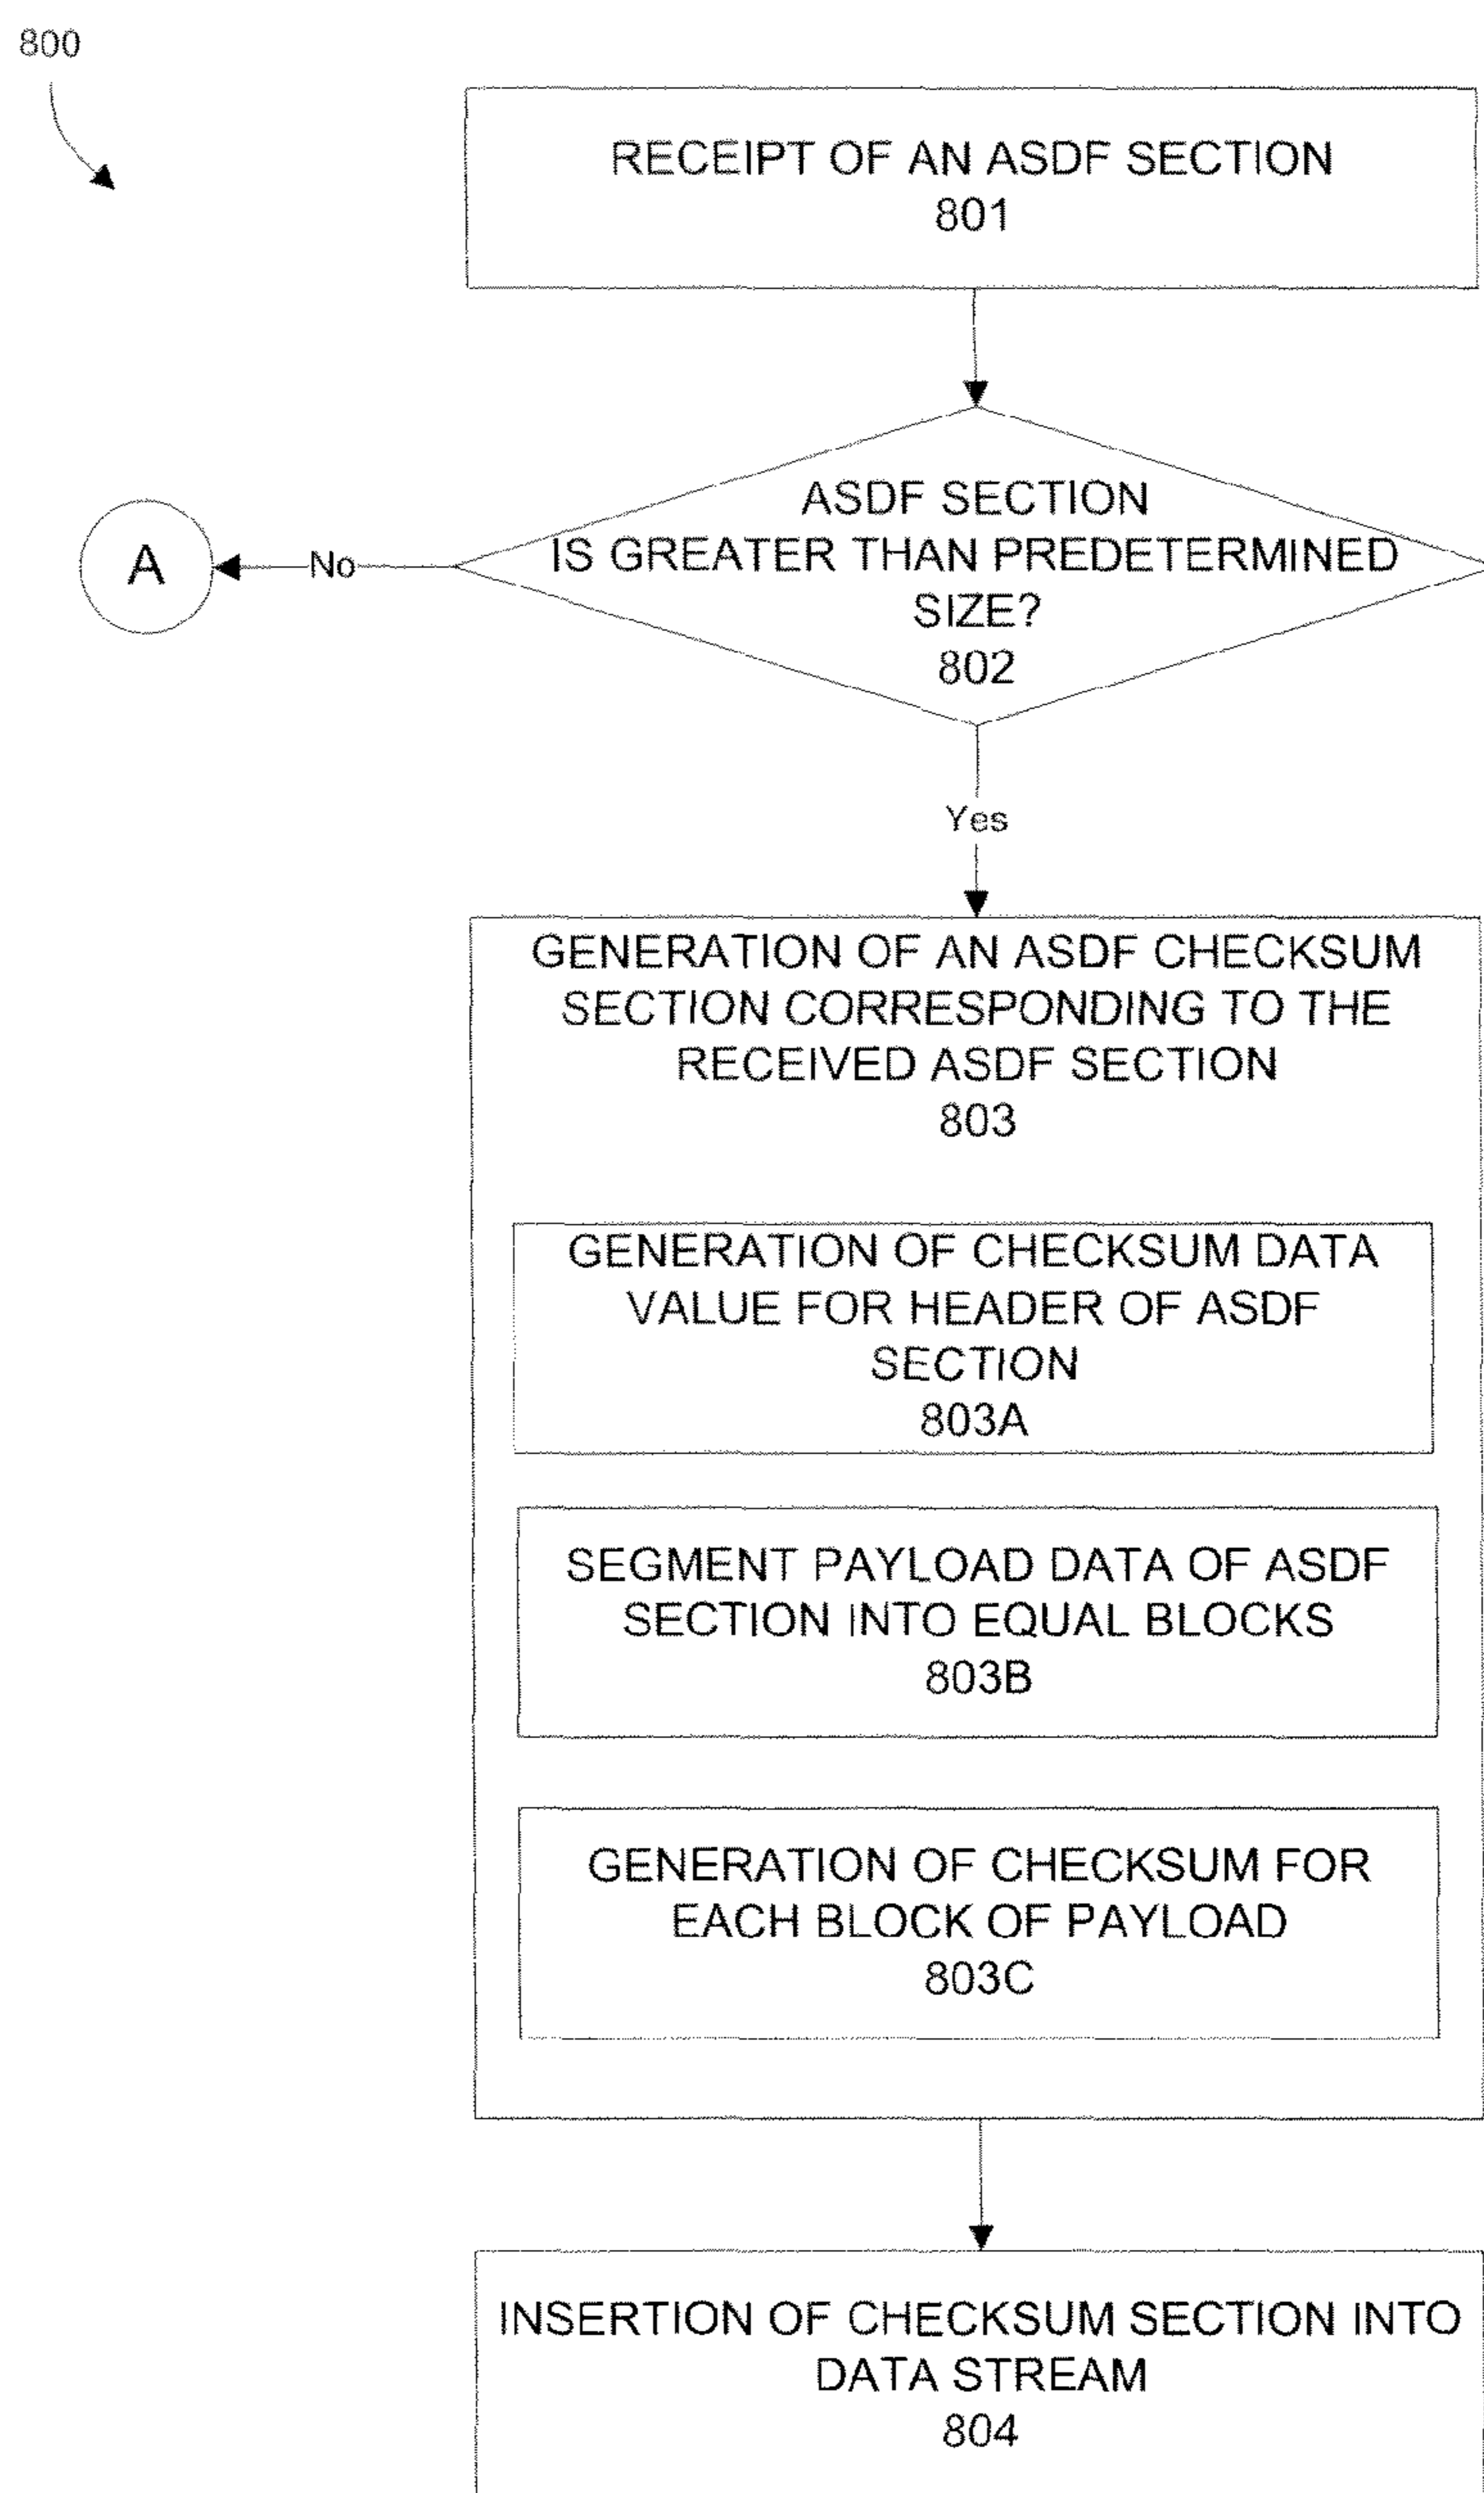 800
RECEIPT OF AN ASDF SECTION
801
ASDF SECTION
IS GREATER THAN PREDETERMINED
SIZE?
802
A
No
Yes
GENERATION OF AN ASDF CHECKSUM
SECTION CORRESPONDING TO THE
RECEIVED ASDF SECTION
803
GENERATION OF CHECKSUM DATA
VALUE FOR HEADER OF ASDF
SECTION
803A
SEGMENT PAYLOAD DATA OF ASDF
SECTION INTO EQUAL BLOCKS
803B
GENERATION OF CHECKSUM FOR
EACH BLOCK OF PAYLOAD
803C
INSERTION OF CHECKSUM SECTION INTO
DATA STREAM
804